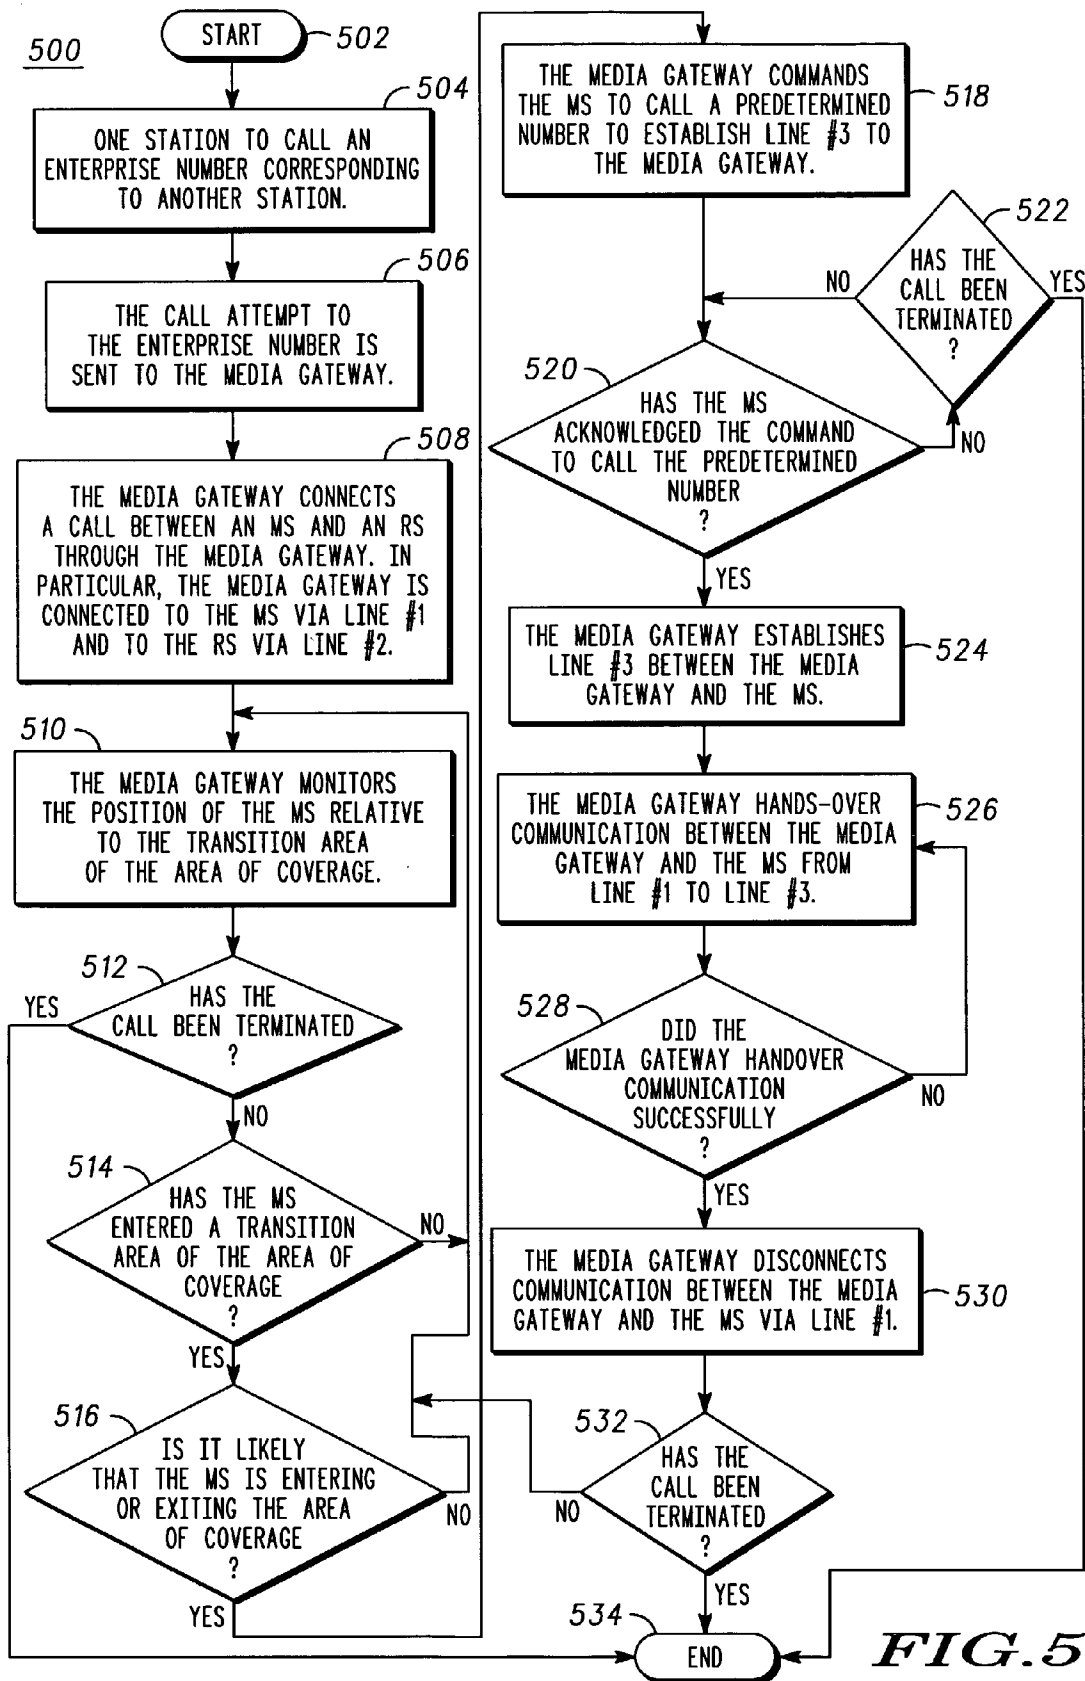 500
START
502
504
ONE STATION TO CALL AN
ENTERPRISE NUMBER CORRESPONDING
TO ANOTHER STATION.
506
THE CALL ATTEMPT TO
THE ENTERPRISE NUMBER IS
SENT TO THE MEDIA GATEWAY.
508
THE MEDIA GATEWAY CONNECTS
A CALL BETWEEN AN MS AND AN RS
THROUGH THE MEDIA GATEWAY. IN
PARTICULAR, THE MEDIA GATEWAY IS
CONNECTED TO THE MS VIA LINE #1
AND TO THE RS VIA LINE #2.
510
THE MEDIA GATEWAY MONITORS
THE POSITION OF THE MS RELATIVE
TO THE TRANSITION AREA
OF THE AREA OF COVERAGE.
512
YES
HAS THE
CALL BEEN TERMINATED
?
NO
514
HAS THE MS
ENTERED A TRANSITION
AREA OF THE AREA OF
COVERAGE
?
NO
YES
516
IS IT LIKELY
THAT THE MS IS ENTERING
OR EXITING THE AREA
OF COVERAGE
?
NO
YES
THE MEDIA GATEWAY COMMANDS
THE MS TO CALL A PREDETERMINED
NUMBER TO ESTABLISH LINE #3 TO
THE MEDIA GATEWAY.
518
522
NO
HAS THE
CALL BEEN
TERMINATED
?
YES
520
HAS THE MS
ACKNOWLEDGED THE COMMAND
TO CALL THE PREDETERMINED
NUMBER
?
NO
YES
THE MEDIA GATEWAY ESTABLISHES
LINE #3 BETWEEN THE MEDIA
GATEWAY AND THE MS.
524
THE MEDIA GATEWAY HANDS-OVER
COMMUNICATION BETWEEN THE MEDIA
GATEWAY AND THE MS FROM
LINE #1 TO LINE #3.
526
528
DID THE
MEDIA GATEWAY HANDOVER
COMMUNICATION
SUCCESSFULLY
?
NO
YES
THE MEDIA GATEWAY DISCONNECTS
COMMUNICATION BETWEEN THE MEDIA
GATEWAY AND THE MS VIA LINE #1.
530
532
HAS THE
CALL BEEN
TERMINATED
?
NO
YES
534
END
FIG.5